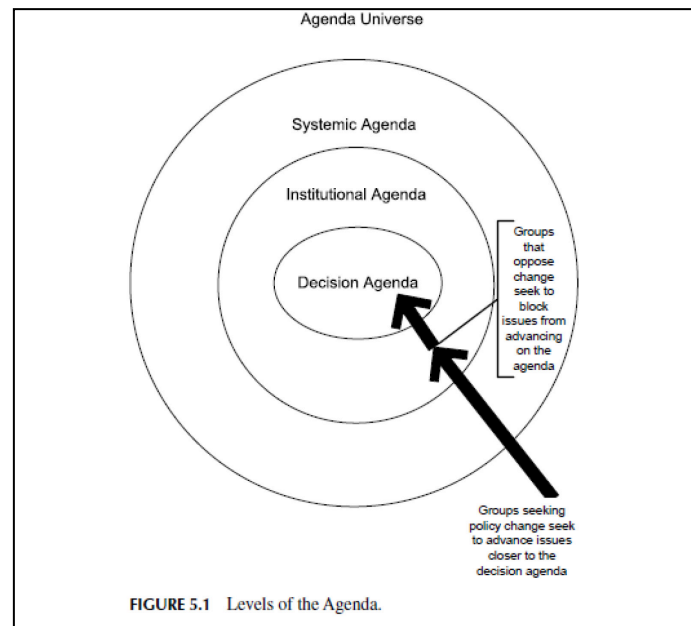 Agenda Universe
Systemic Agenda
Institutional Agenda
Decision Agenda
Groups
that
oppose
change
seek to
block
issues from
advancing
on the
agenda
Groups seeking
policy change seek
to advance issues
closer to the
decision agenda
FIGURE 5.1 Levels of the Agenda.